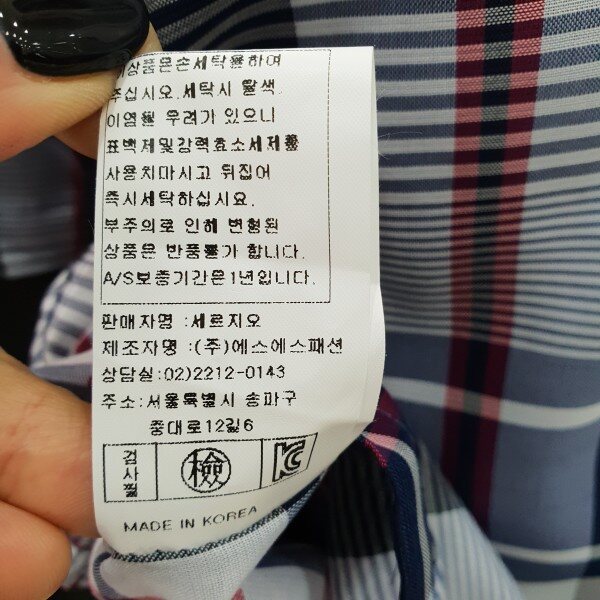 이상품은손세탁을하여
주십시오.세탁시 탈색.
이염될 우려가 있으니
표백제및강력효소세제를
사용치마시고 뒤집어
즉시세탁하십시요.
부주의로 인해 변형된
상품은 반품불가 합니다.
A/S보증기간은1년입니다.
판매자명 :세르지오
제조자명 :(주)에스에스패션
상담실:02)2212-0143
주소:서울특별시 송파구
중대로12길6
검사필 檢 KC
MADE IN KOREA